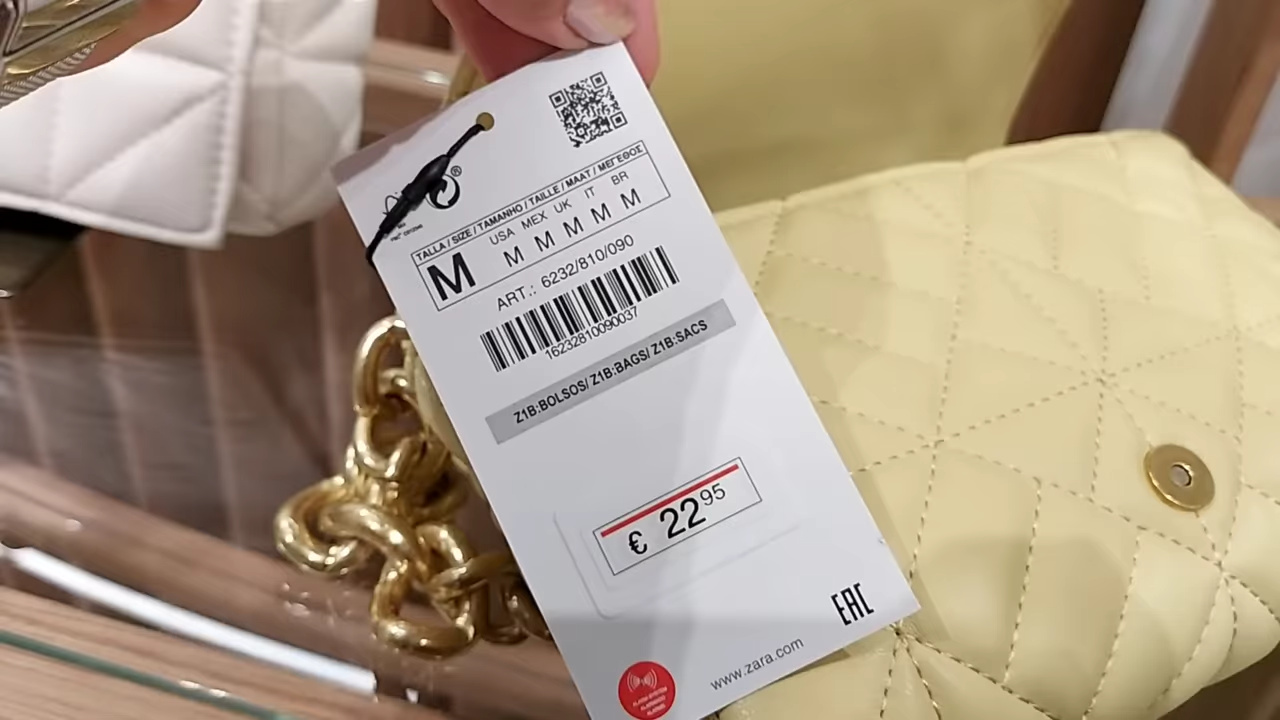 ®
TALLA / SIZE / TAMANHO / TAILLE / MAAT / ΜΕΓΕΘΟΣ
USA MEX UK IT BR
M M M M M M
ART.: 6232/810/090
16232810090037
Z1B:BOLSOS/ Z1B:BAGS/ Z1B:SACS
€ 22 95
EAC
www.zara.com